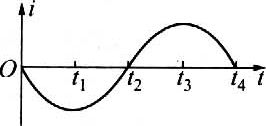 i
O t₁ t₂ t₃ t₄ t